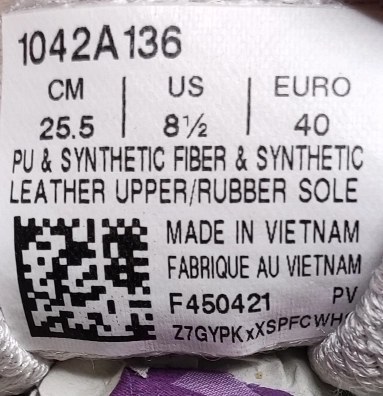 1042A136
CM | US | EURO
25.5 | 8½ | 40
PU & SYNTHETIC FIBER & SYNTHETIC
LEATHER UPPER/RUBBER SOLE
MADE IN VIETNAM
FABRIQUE AU VIETNAM
F450421 PV